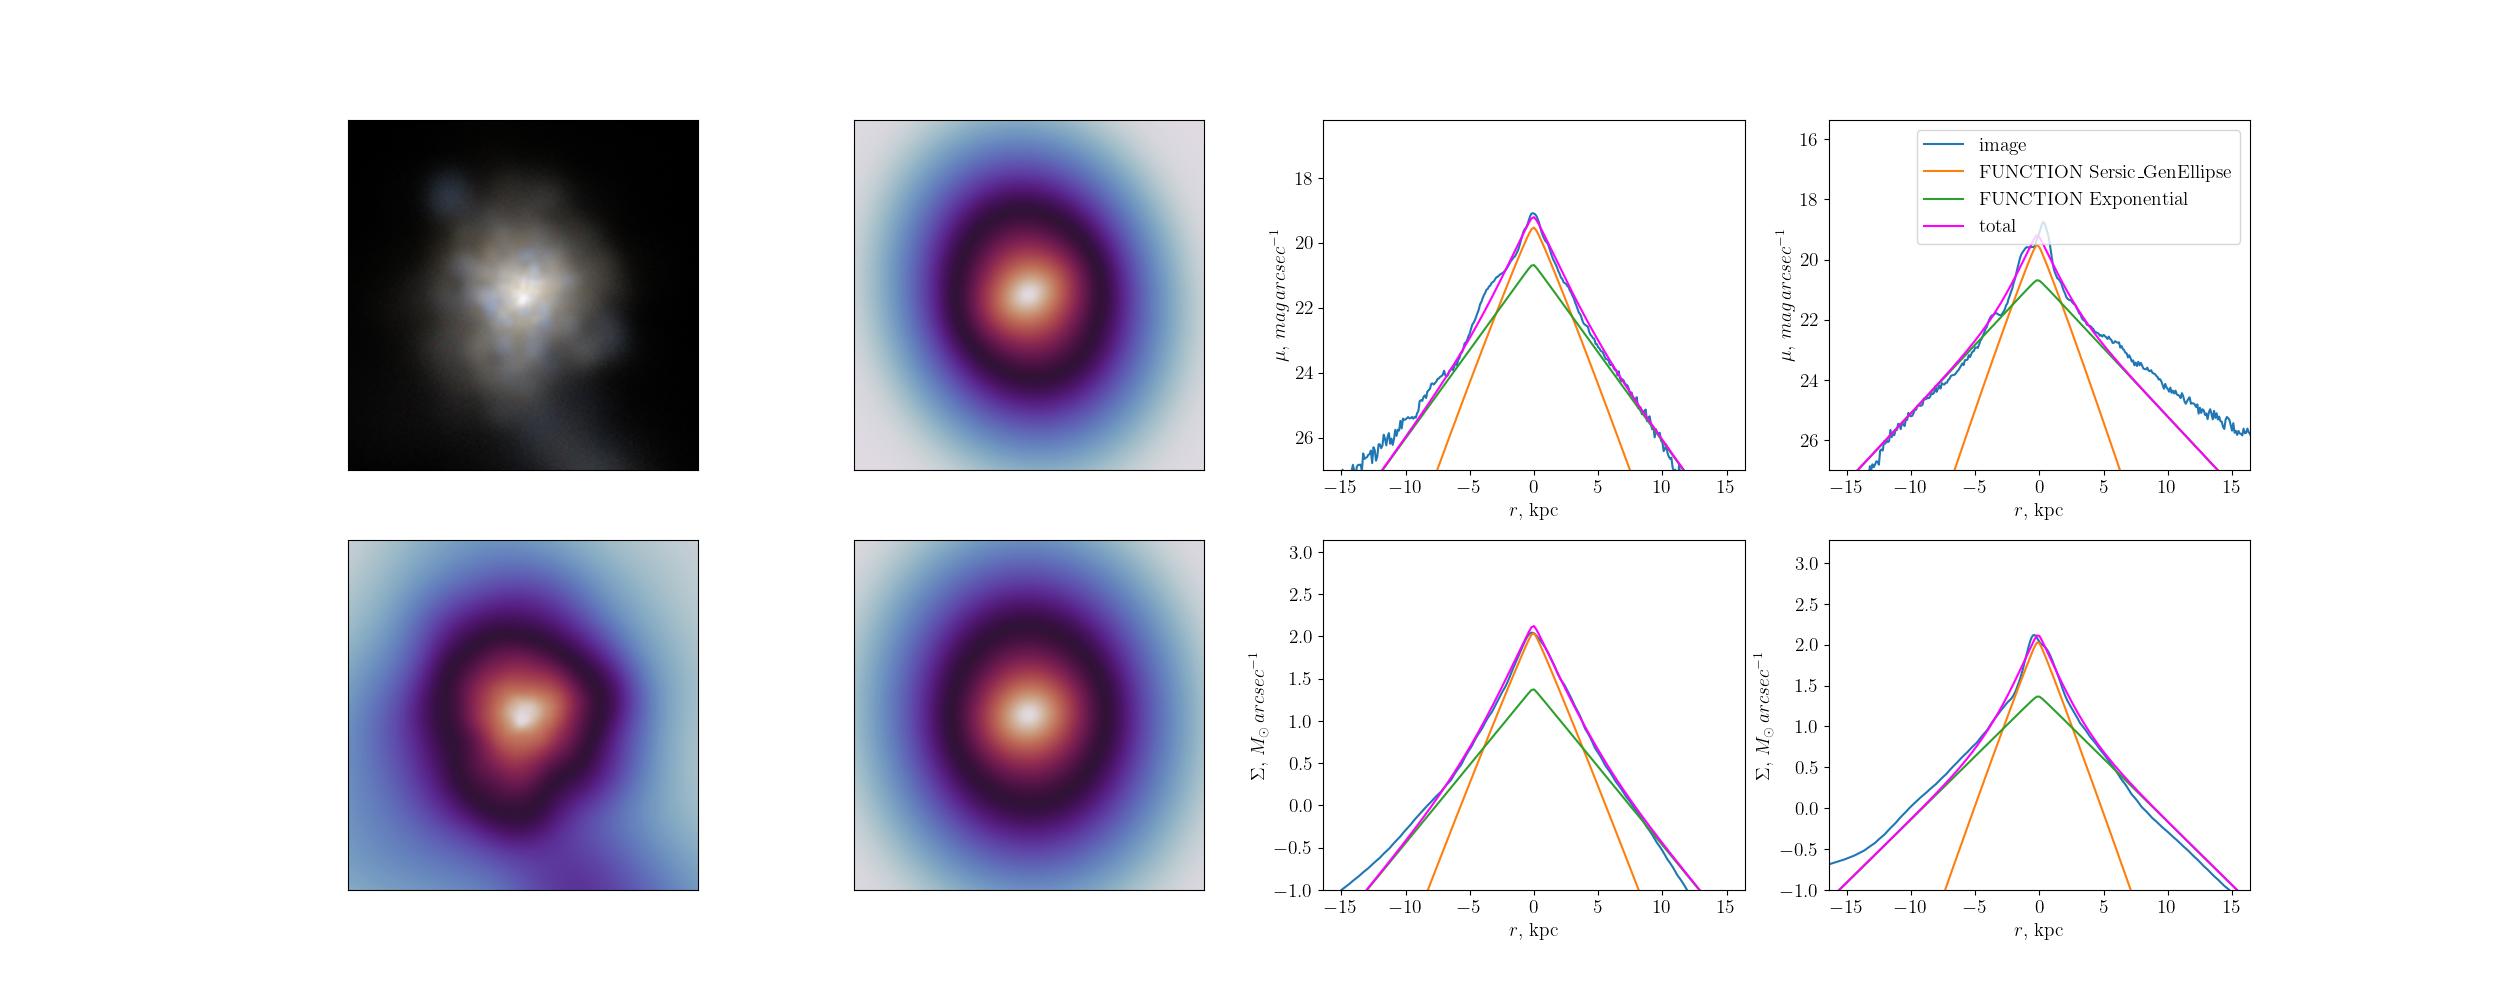 18
20
22
24
26
μ, magarcsec⁻¹
−15 −10 −5 0 5 10 15
r, kpc
16
18
20
22
24
26
μ, magarcsec⁻¹
image
FUNCTION Sersic_GenEllipse
FUNCTION Exponential
total
−15 −10 −5 0 5 10 15
r, kpc
3.0
2.5
2.0
1.5
1.0
0.5
0.0
−0.5
−1.0
Σ, M⊙ arcsec⁻¹
−15 −10 −5 0 5 10 15
r, kpc
3.0
2.5
2.0
1.5
1.0
0.5
0.0
−0.5
−1.0
Σ, M⊙ arcsec⁻¹
−15 −10 −5 0 5 10 15
r, kpc